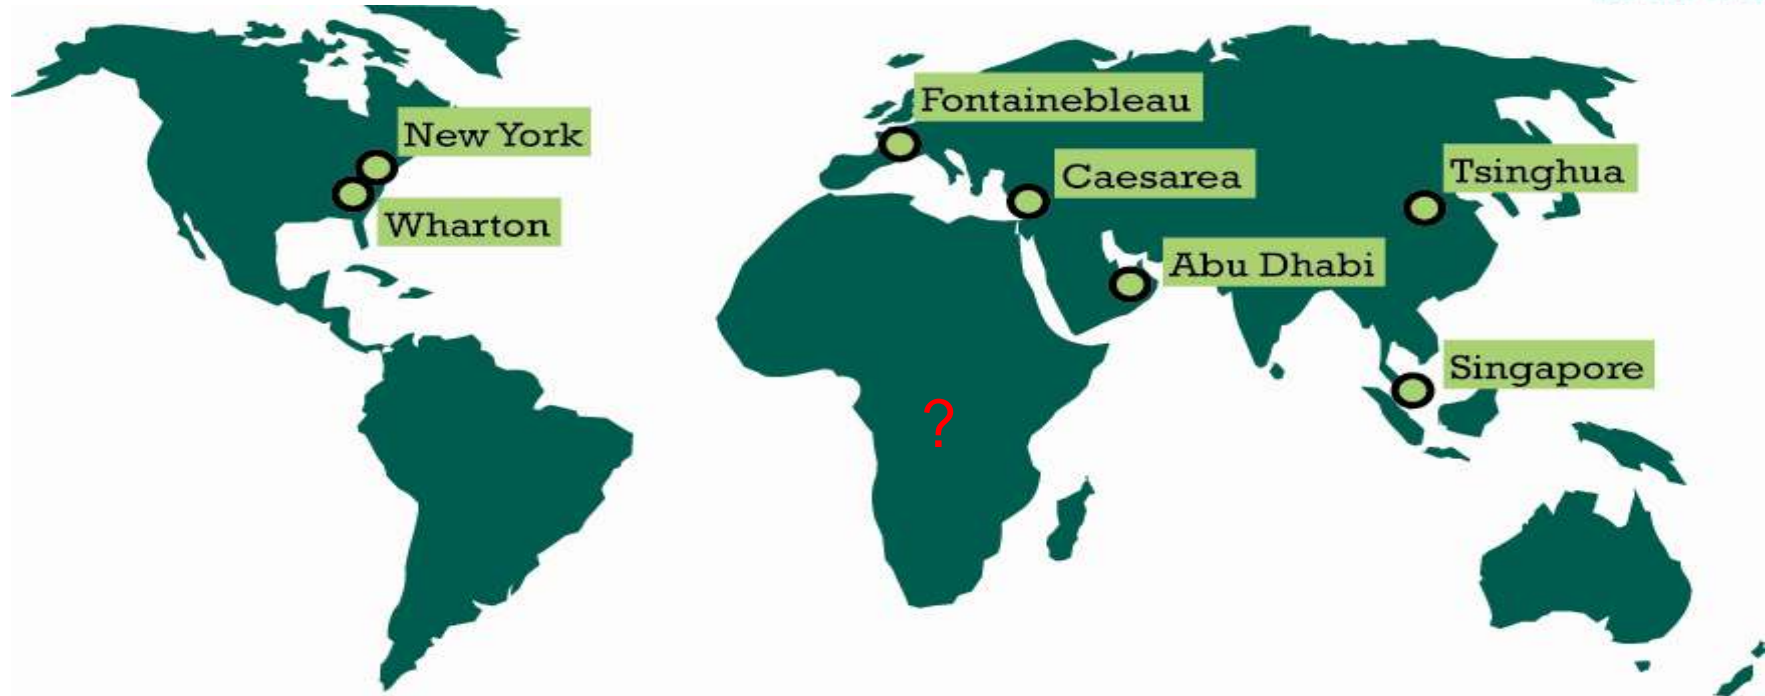 Fontainebleau
New York
Caesarea
Tsinghua
Wharton
Abu Dhabi
Singapore
?